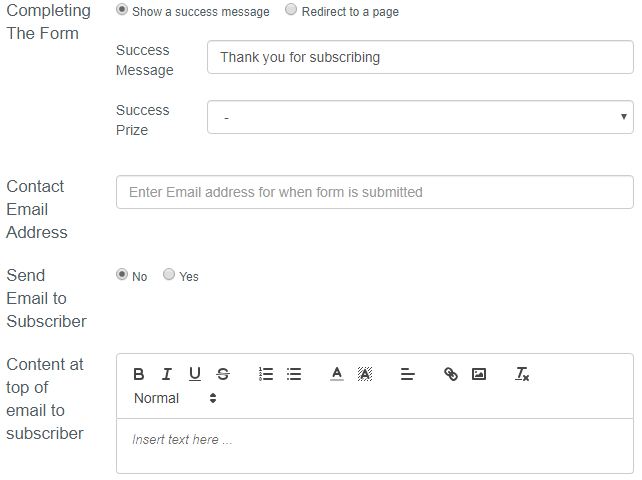 Completing
The Form
Show a success message
Redirect to a page
Success
Message
Thank you for subscribing
Success
Prize
-
Contact
Email
Address
Enter Email address for when form is submitted
Send
Email to
Subscriber
No
Yes
Content at
top of
email to
subscriber
B I U S A A Tx
Normal
Insert text here ...